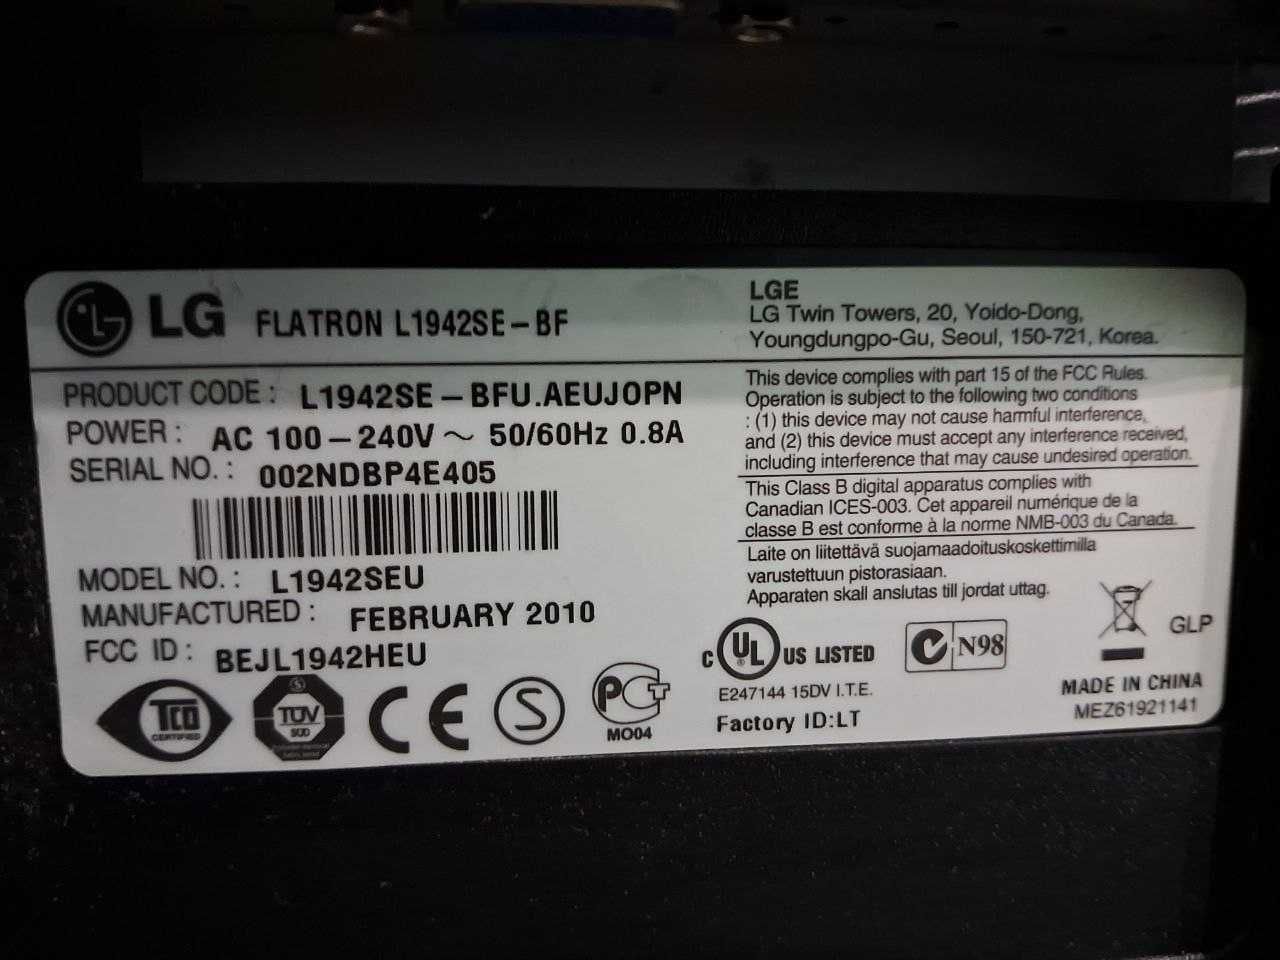 LG FLATRON L1942SE-BF
LGE
LG Twin Towers, 20, Yoido-Dong,
Youngdungpo-Gu, Seoul, 150-721, Korea.
PRODUCT CODE : L1942SE-BFU.AEUJOPN
POWER : AC 100-240V ~ 50/60Hz 0.8A
SERIAL NO. : 002NDBP4E405
MODEL NO. : L1942SEU
MANUFACTURED : FEBRUARY 2010
FCC ID : BEJL1942HEU
TCO
CERTIFIED
TÜV
SÜD
CE
S
PCT
MO04
This device complies with part 15 of the FCC Rules.
Operation is subject to the following two conditions
: (1) this device may not cause harmful interference,
and (2) this device must accept any interference received,
including interference that may cause undesired operation.
This Class B digital apparatus complies with
Canadian ICES-003. Cet appareil numérique de la
classe B est conforme à la norme NMB-003 du Canada.
Laite on liitettävä suojamaadoituskoskettimilla
varustettuun pistorasiaan.
Apparaten skall anslutas till jordat uttag.
C UL ® US LISTED
E247144 15DV I.T.E.
Factory ID:LT
N98
GLP
MADE IN CHINA
MEZ61921141